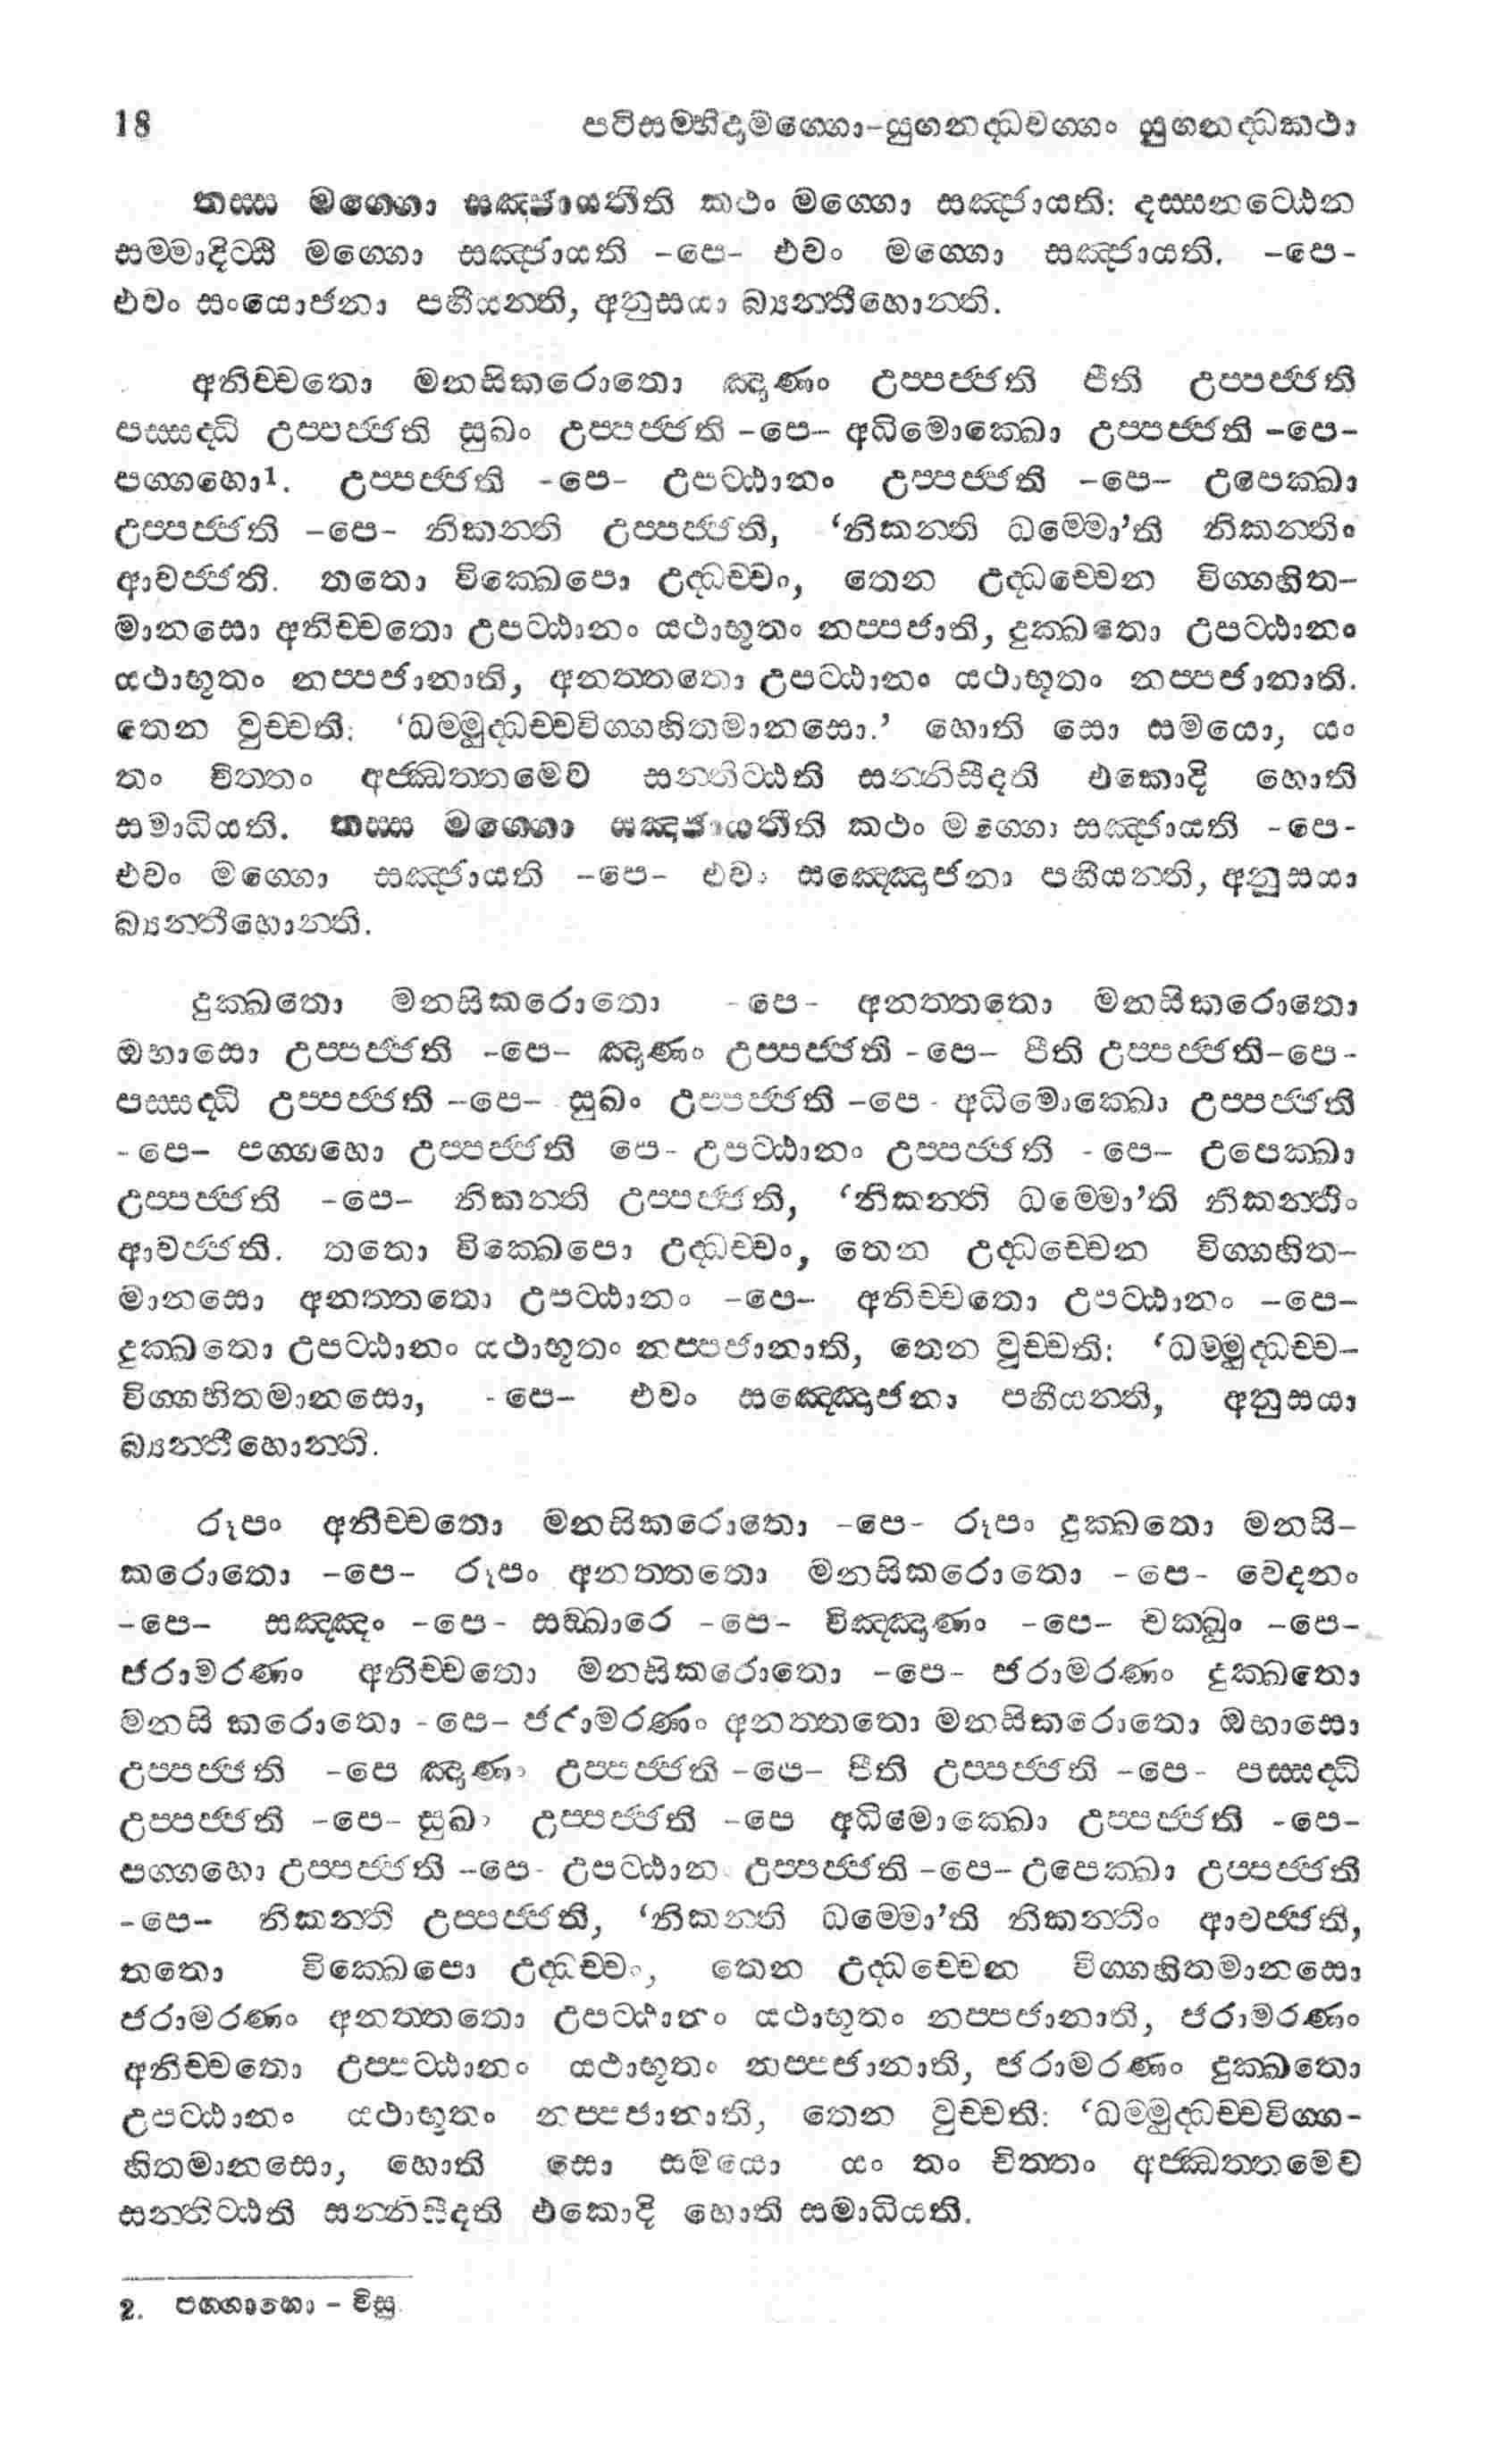 18 පටිසම්භිදාමග්ගො-යුගනද්ධවග්ගං යුගනද්ධකථා
තස්ස මග්ගො සඤ්ජායතීති කථං මග්ගො සඤ්ජායති: දස්සනට්ඨෙන
සම්මාදිට්ඨි මග්ගො සඤ්ජායති -පෙ- එවං මග්ගො සඤ්ජායති. -පෙ-
එවං සංයොජනා පහීයන්ති, අනුසයා බ්‍යන්තීහොන්ති.
අනිච්චතො මනසිකරොතො ඤාණං උප්පජ්ජති පීති උප්පජ්ජති
පස්සද්ධි උප්පජ්ජති සුඛං උප්පජ්ජති -පෙ- අධිමොක්ඛො උප්පජ්ජති -පෙ-
පග්ගහො¹. උප්පජ්ජති -පෙ- උපට්ඨානං උප්පජ්ජති -පෙ- උපෙක්ඛා
උප්පජ්ජති -පෙ- නිකන්ති උප්පජ්ජති, ‘නිකන්ති ධම්මො’ති නිකන්තිං
ආවජ්ජති. තතො වික්ඛෙපො උද්ධච්චං, තෙන උද්ධච්චෙන විග්ගහිත-
මානසො අනිච්චතො උපට්ඨානං යථාභූතං නප්පජාති, දුක්ඛතො උපට්ඨානං
යථාභූතං නප්පජානාති, අනත්තතො උපට්ඨානං යථාභූතං නප්පජානාති.
තෙන වුච්චති: ‘ධම්මුද්ධච්චවිග්ගහිතමානසො.’ හොති සො සමයො, යං
තං චිත්තං අජ්ඣත්තමෙව සන්තිට්ඨති සන්නිසීදති එකොදි හොති
සමාධියති. තස්ස මග්ගො සඤ්ජායතීති කථං මග්ගො සඤ්ජායති -පෙ-
එවං මග්ගො සඤ්ජායති -පෙ- එවං සඤ්ඤොජනා පහීයන්ති, අනුසයා
බ්‍යන්තීහොන්ති.
දුක්ඛතො මනසිකරොතො -පෙ- අනත්තතො මනසිකරොතො
ඔභාසො උප්පජ්ජති -පෙ- ඤාණං උප්පජ්ජති -පෙ- පීති උප්පජ්ජති-පෙ-
පස්සද්ධි උප්පජ්ජති -පෙ- සුඛං උප්පජ්ජති -පෙ- අධිමොක්ඛො උප්පජ්ජති
-පෙ- පග්ගහො උප්පජ්ජති පෙ- උපට්ඨානං උප්පජ්ජති -පෙ- උපෙක්ඛා
උප්පජ්ජති -පෙ- නිකන්ති උප්පජ්ජති, ‘නිකන්ති ධම්මො’ති නිකන්තිං
ආවජ්ජති. තතො වික්ඛෙපො උද්ධච්චං, තෙන උද්ධච්චෙන විග්ගහිත-
මානසො අනත්තතො උපට්ඨානං -පෙ- අනිච්චතො උපට්ඨානං -පෙ-
දුක්ඛතො උපට්ඨානං යථාභූතං නප්පජානාති, තෙන වුච්චති: ‘ධම්මුද්ධච්ච-
විග්ගහිතමානසො, -පෙ- එවං සඤ්ඤොජනා පහීයන්ති, අනුසයා
බ්‍යන්තීහොන්ති.
රූපං අනිච්චතො මනසිකරොතො -පෙ- රූපං දුක්ඛතො මනසි-
කරොතො -පෙ- රූපං අනත්තතො මනසිකරොතො -පෙ- වෙදනං
-පෙ- සඤ්ඤං -පෙ- සඞ්ඛාරෙ -පෙ- විඤ්ඤාණං -පෙ- චක්ඛුං -පෙ-
ජරාමරණං අනිච්චතො මනසිකරොතො -පෙ- ජරාමරණං දුක්ඛතො
මනසි කරොතො -පෙ- ජරාමරණං අනත්තතො මනසිකරොතො ඔභාසො
උප්පජ්ජති -පෙ ඤාණං උප්පජ්ජති -පෙ- පීති උප්පජ්ජති -පෙ- පස්සද්ධි
උප්පජ්ජති -පෙ- සුඛං උප්පජ්ජති -පෙ අධිමොක්ඛො උප්පජ්ජති -පෙ-
පග්ගහො උප්පජ්ජති -පෙ- උපට්ඨානං උප්පජ්ජති -පෙ- උපෙක්ඛා උප්පජ්ජති
-පෙ- නිකන්ති උප්පජ්ජති, ‘නිකන්ති ධම්මො’ති නිකන්තිං ආවජ්ජති,
තතො වික්ඛෙපො උද්ධච්චං, තෙන උද්ධච්චෙන විග්ගහිතමානසො
ජරාමරණං අනත්තතො උපට්ඨානං යථාභූතං නප්පජානාති, ජරාමරණං
අනිච්චතො උප්පට්ඨානං යථාභූතං නප්පජානාති, ජරාමරණං දුක්ඛතො
උපට්ඨානං යථාභූතං නප්පජානාති, තෙන වුච්චති: ‘ධම්මුද්ධච්චවිග්ග-
හිතමානසො, හොති සො සමයො යං තං චිත්තං අජ්ඣත්තමෙව
සන්තිට්ඨති සන්නිසීදති එකොදි හොති සමාධියති.
2. පග්ගාහො - විසු.